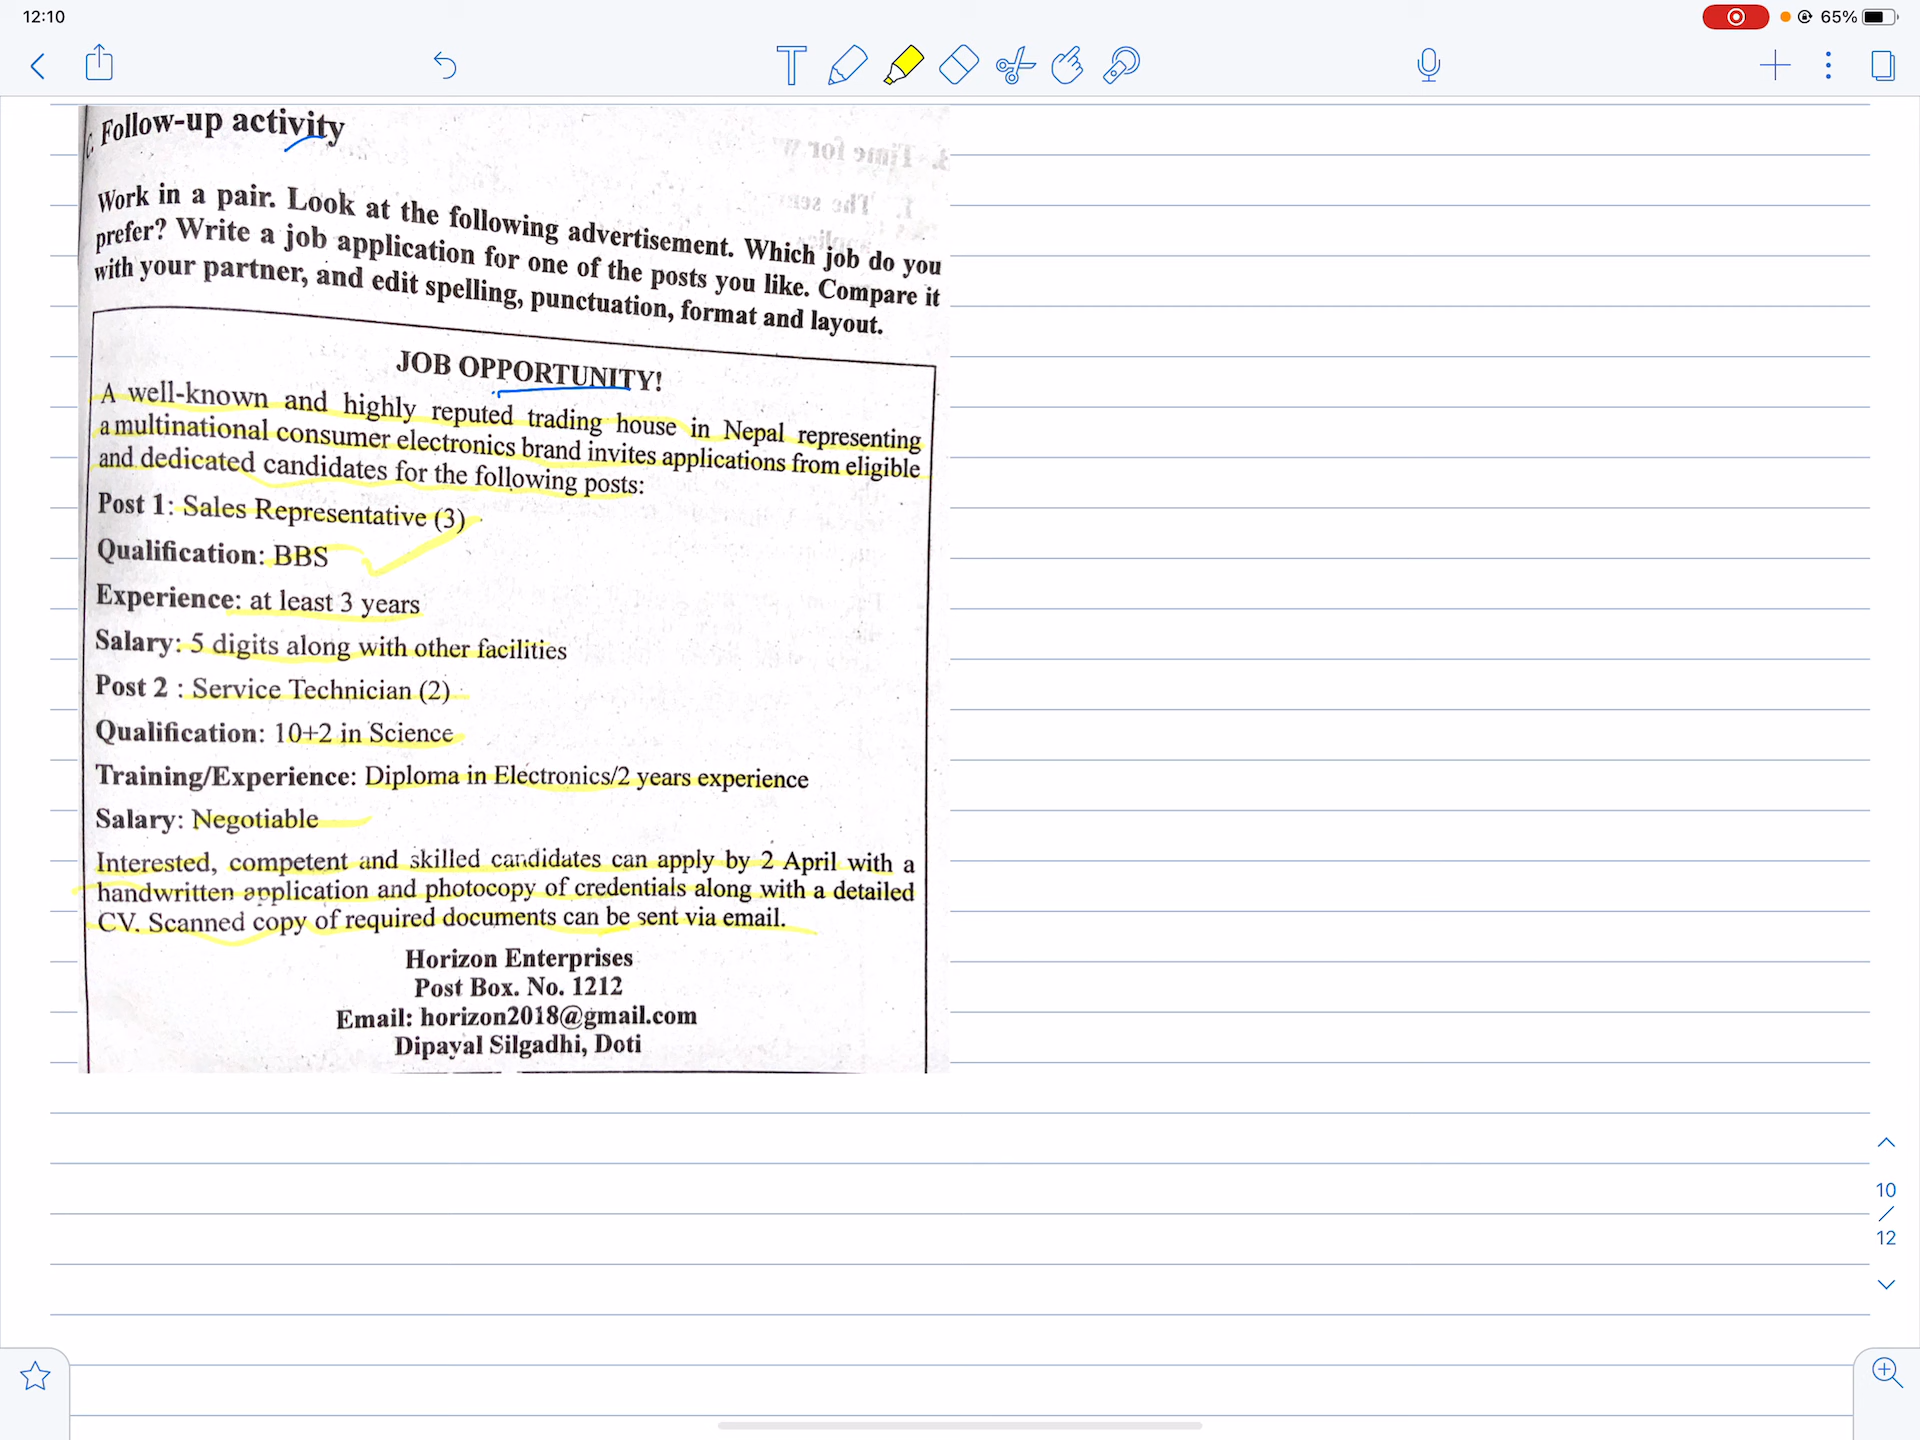 12:10
65%
C. Follow-up activity
Work in a pair. Look at the following advertisement. Which job do you
prefer? Write a job application for one of the posts you like. Compare it
with your partner, and edit spelling, punctuation, format and layout.
JOB OPPORTUNITY!
A well-known and highly reputed trading house in Nepal representing
a multinational consumer electronics brand invites applications from eligible
and dedicated candidates for the following posts:
Post 1: Sales Representative (3)
Qualification: BBS
Experience: at least 3 years
Salary: 5 digits along with other facilities
Post 2 : Service Technician (2)
Qualification: 10+2 in Science
Training/Experience: Diploma in Electronics/2 years experience
Salary: Negotiable
Interested, competent and skilled candidates can apply by 2 April with a
handwritten application and photocopy of credentials along with a detailed
CV. Scanned copy of required documents can be sent via email.
Horizon Enterprises
Post Box. No. 1212
Email: horizon2018@gmail.com
Dipayal Silgadhi, Doti
10
/
12